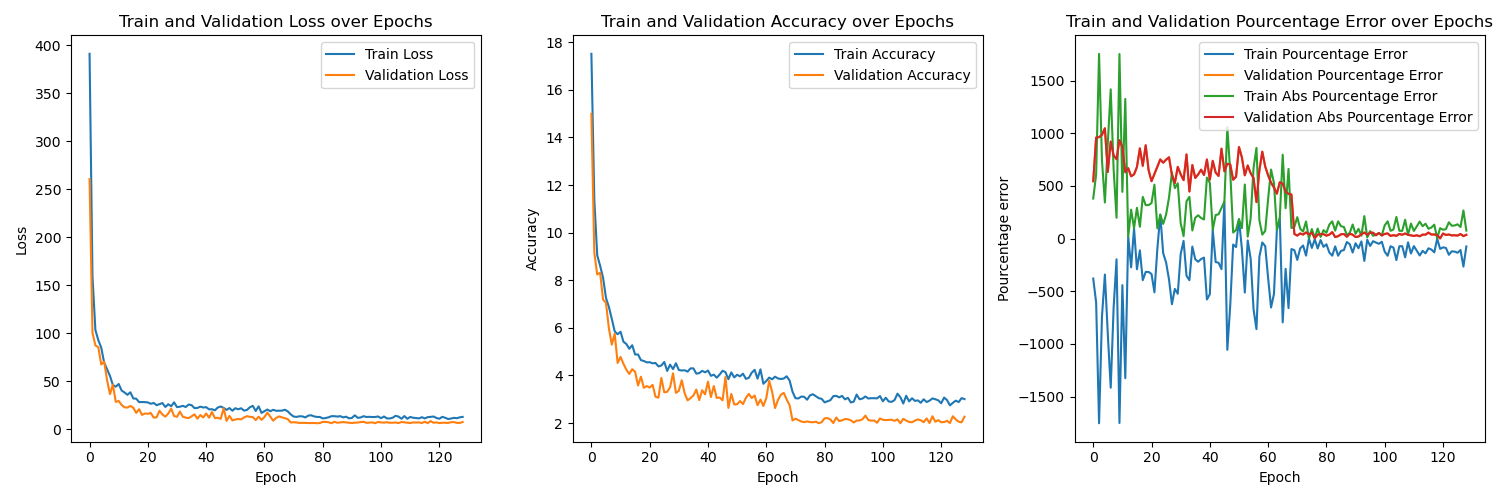 Train and Validation Loss over Epochs
Train Loss
Validation Loss
Loss
400
350
300
250
200
150
100
50
0
0 20 40 60 80 100 120
Epoch
Train and Validation Accuracy over Epochs
Train Accuracy
Validation Accuracy
Accuracy
18
16
14
12
10
8
6
4
2
0 20 40 60 80 100 120
Epoch
Train and Validation Pourcentage Error over Epochs
Train Pourcentage Error
Validation Pourcentage Error
Train Abs Pourcentage Error
Validation Abs Pourcentage Error
Pourcentage error
1500
1000
500
0
−500
−1000
−1500
0 20 40 60 80 100 120
Epoch